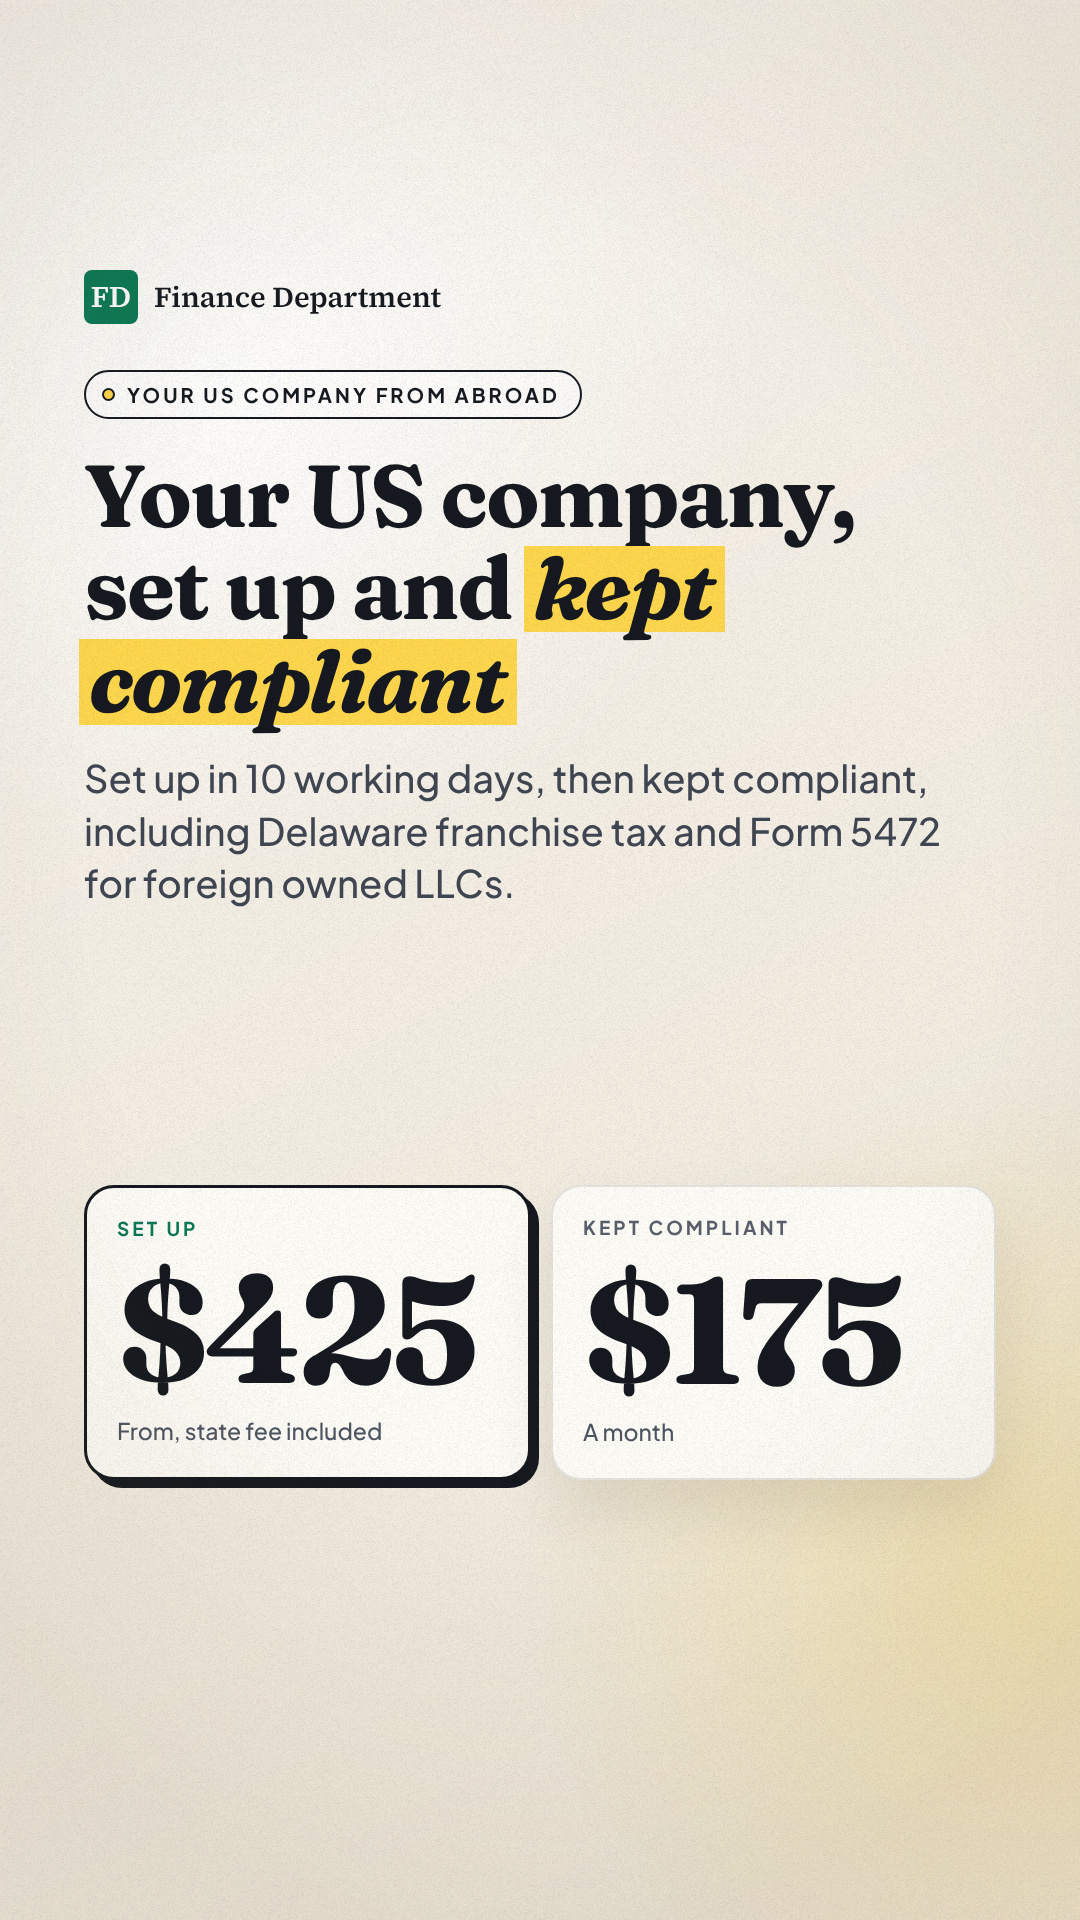 FD Finance Department
YOUR US COMPANY FROM ABROAD
Your US company,
set up and kept
compliant
Set up in 10 working days, then kept compliant,
including Delaware franchise tax and Form 5472
for foreign owned LLCs.
SET UP
$425
From, state fee included
KEPT COMPLIANT
$175
A month